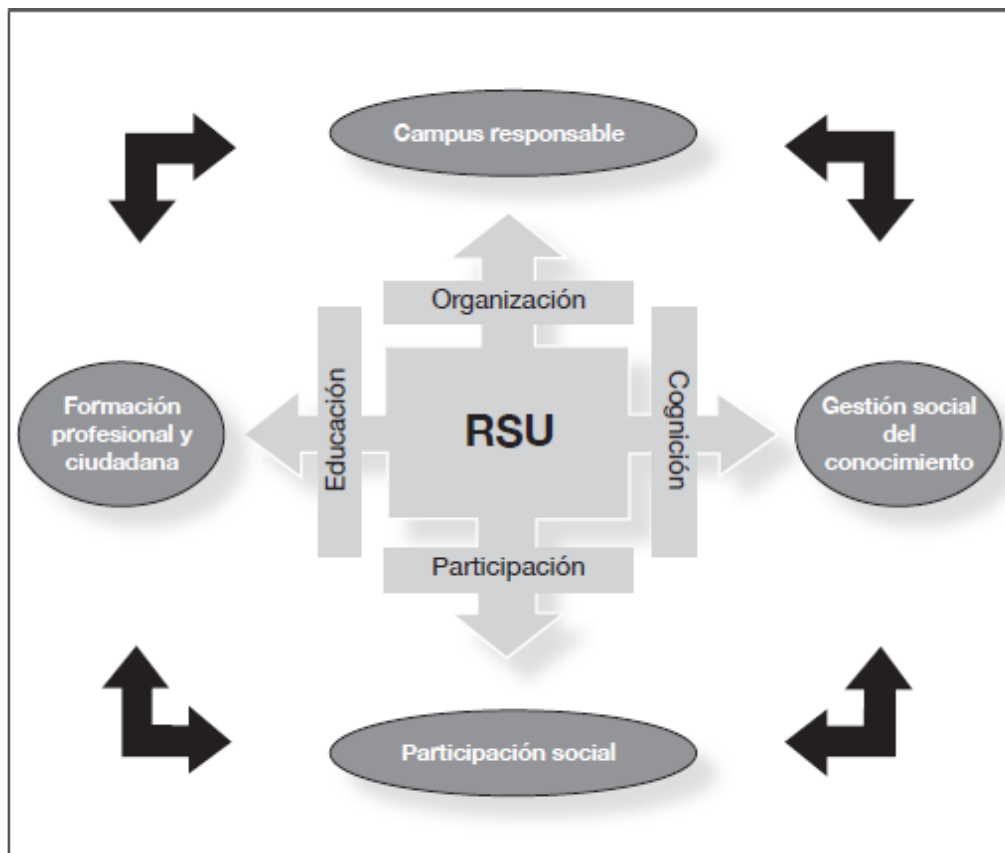 Campus responsable
Organización
Formación
profesional y
ciudadana
Educación
RSU
Cognición
Gestión social
del
conocimiento
Participación
Participación social